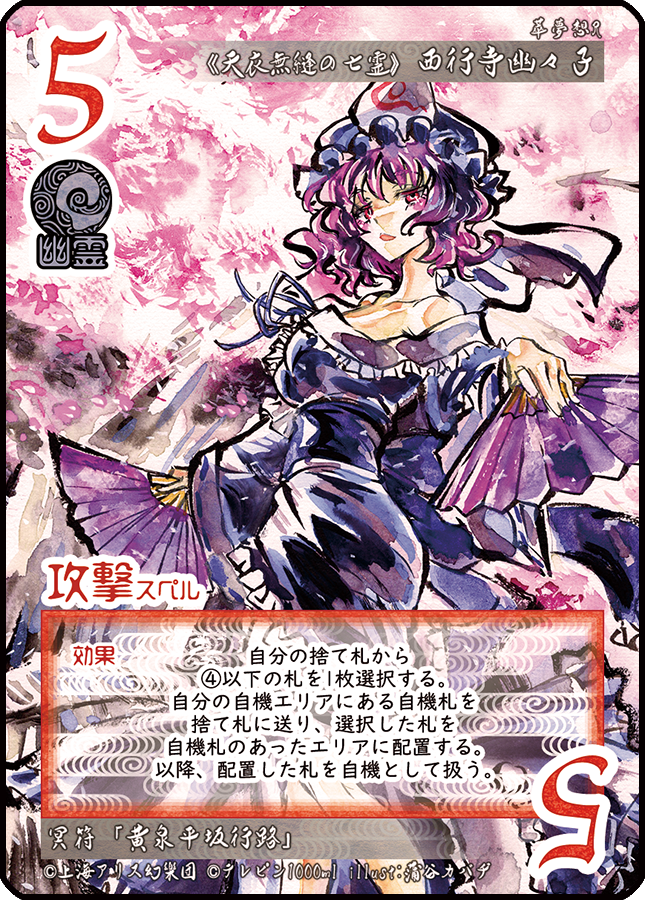 萃夢想ノ
5
《天衣無縫の亡霊》 西行寺幽々子
幽霊
攻撃スペル
効果
自分の捨て札から
④以下の札を1枚選択する。
自分の自機エリアにある自機札を
捨て札に送り、選択した札を
自機札のあったエリアに配置する。
以降、配置した札を自機として扱う。
5
冥符「黄泉平坂行路」
©上海アリス幻樂団 ©テレピン1000ml illust:蒲谷カバヂ